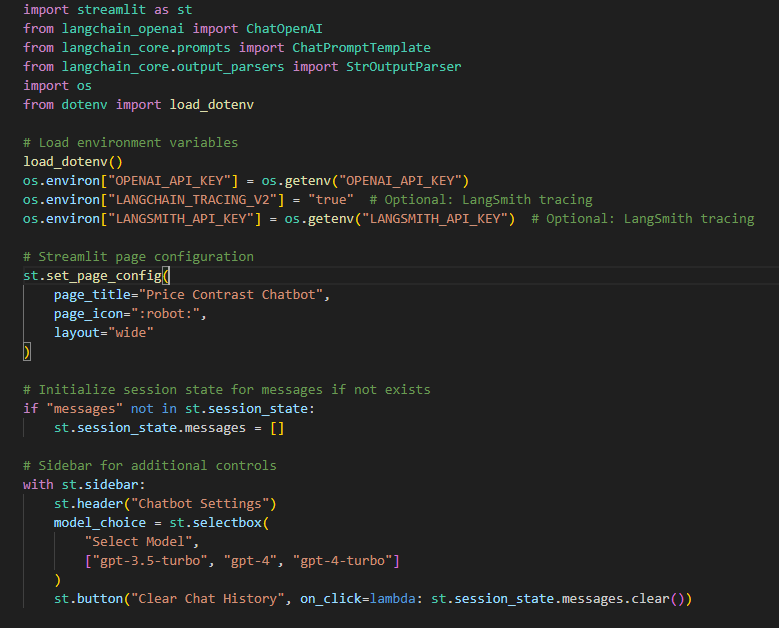 import streamlit as st
from langchain_openai import ChatOpenAI
from langchain_core.prompts import ChatPromptTemplate
from langchain_core.output_parsers import StrOutputParser
import os
from dotenv import load_dotenv

# Load environment variables
load_dotenv()
os.environ["OPENAI_API_KEY"] = os.getenv("OPENAI_API_KEY")
os.environ["LANGCHAIN_TRACING_V2"] = "true"  # Optional: LangSmith tracing
os.environ["LANGSMITH_API_KEY"] = os.getenv("LANGSMITH_API_KEY")  # Optional: LangSmith tracing

# Streamlit page configuration
st.set_page_config(
    page_title="Price Contrast Chatbot",
    page_icon=":robot:",
    layout="wide"
)

# Initialize session state for messages if not exists
if "messages" not in st.session_state:
    st.session_state.messages = []

# Sidebar for additional controls
with st.sidebar:
    st.header("Chatbot Settings")
    model_choice = st.selectbox(
        "Select Model",
        ["gpt-3.5-turbo", "gpt-4", "gpt-4-turbo"]
    )
    st.button("Clear Chat History", on_click=lambda: st.session_state.messages.clear())